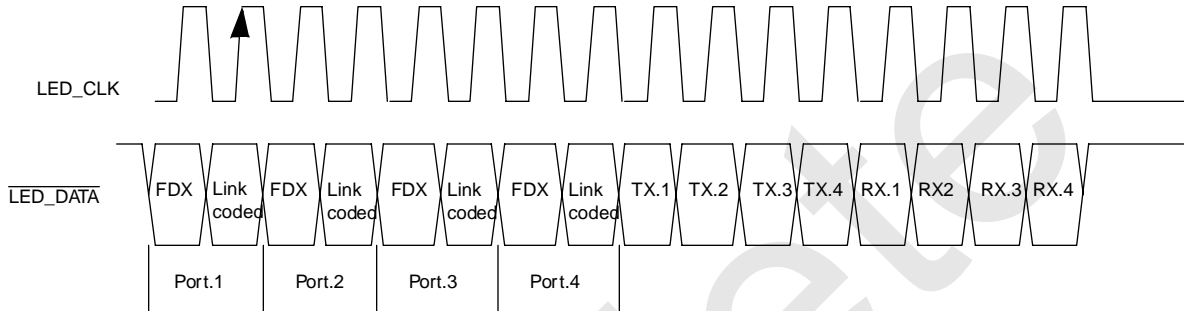 LED_CLK
LED_DATA
FDX Link coded FDX Link coded FDX Link coded FDX Link coded TX.1 TX.2 TX.3 TX.4 RX.1 RX2 RX.3 RX.4
Port.1 Port.2 Port.3 Port.4
ete